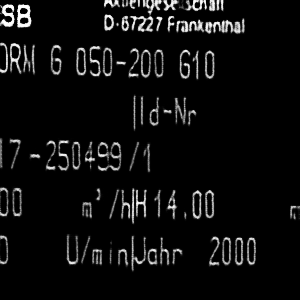 KSB Aktiengesellschaft
D-67227 Frankenthal
ORM G 050-200 G10
Id-Nr
17-250499/1
00 m³/h H 14.00 m
0 U/min Jahr 2000